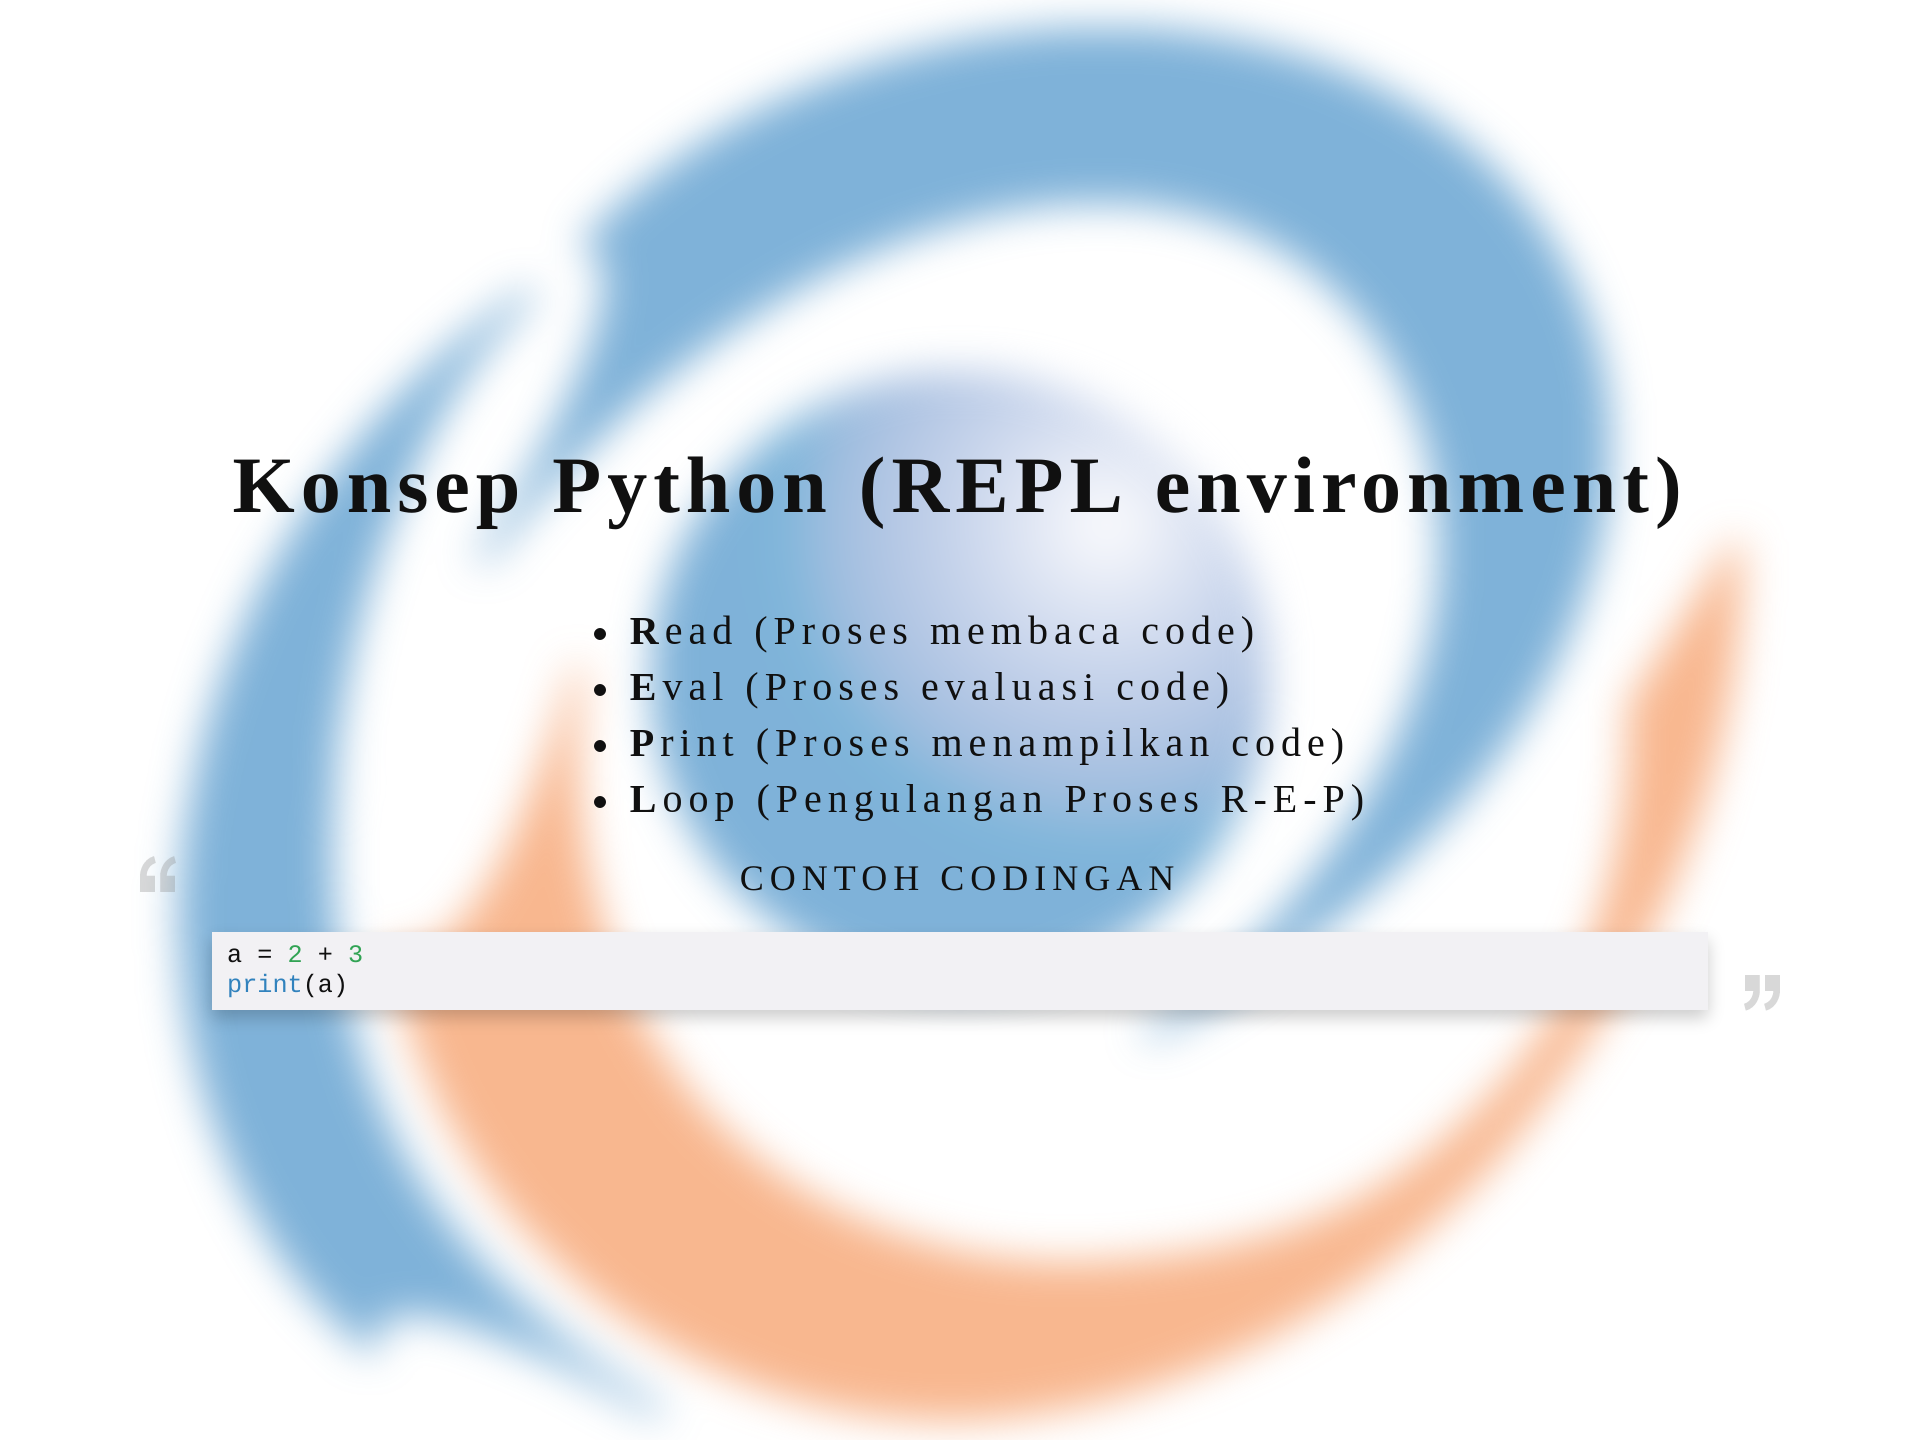 Konsep Python (REPL environment)
Read (Proses membaca code)
Eval (Proses evaluasi code)
Print (Proses menampilkan code)
Loop (Pengulangan Proses R-E-P)
“
CONTOH CODINGAN
a = 2 + 3
print(a)
”